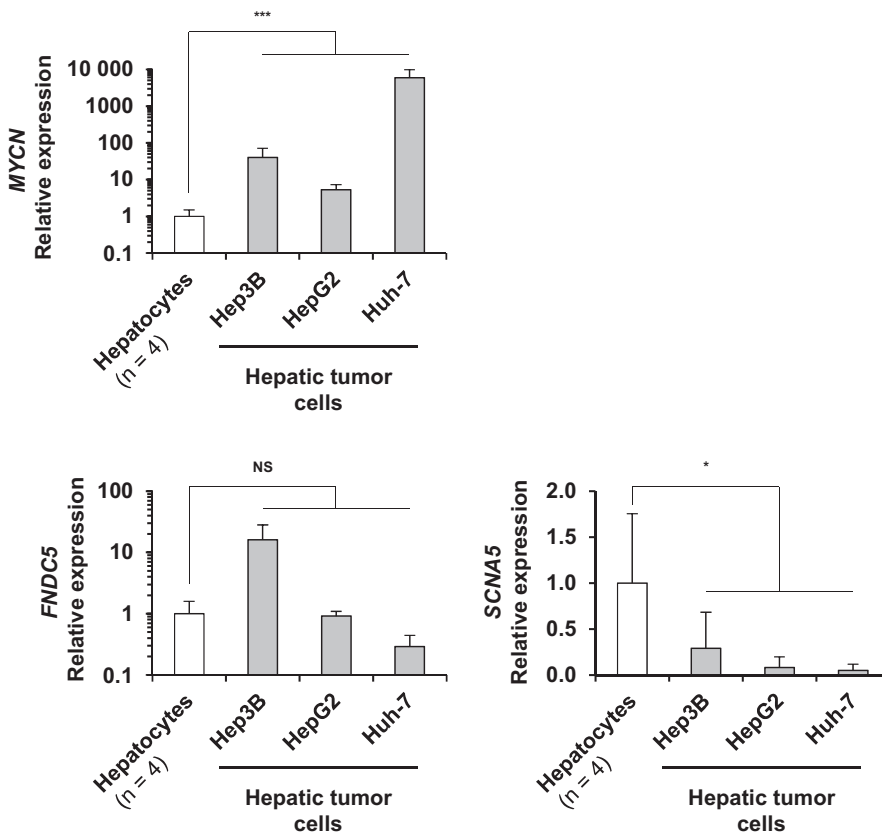 ***
MYCN
Relative expression
10 000
1000
100
10
1
0.1
Hepatocytes
(n = 4)
Hep3B
HepG2
Huh-7
Hepatic tumor
cells
NS
FNDC5
Relative expression
100
10
1
0.1
Hepatocytes
(n = 4)
Hep3B
HepG2
Huh-7
Hepatic tumor
cells
*
SCNA5
Relative expression
2.0
1.5
1.0
0.5
0.0
Hepatocytes
(n = 4)
Hep3B
HepG2
Huh-7
Hepatic tumor
cells